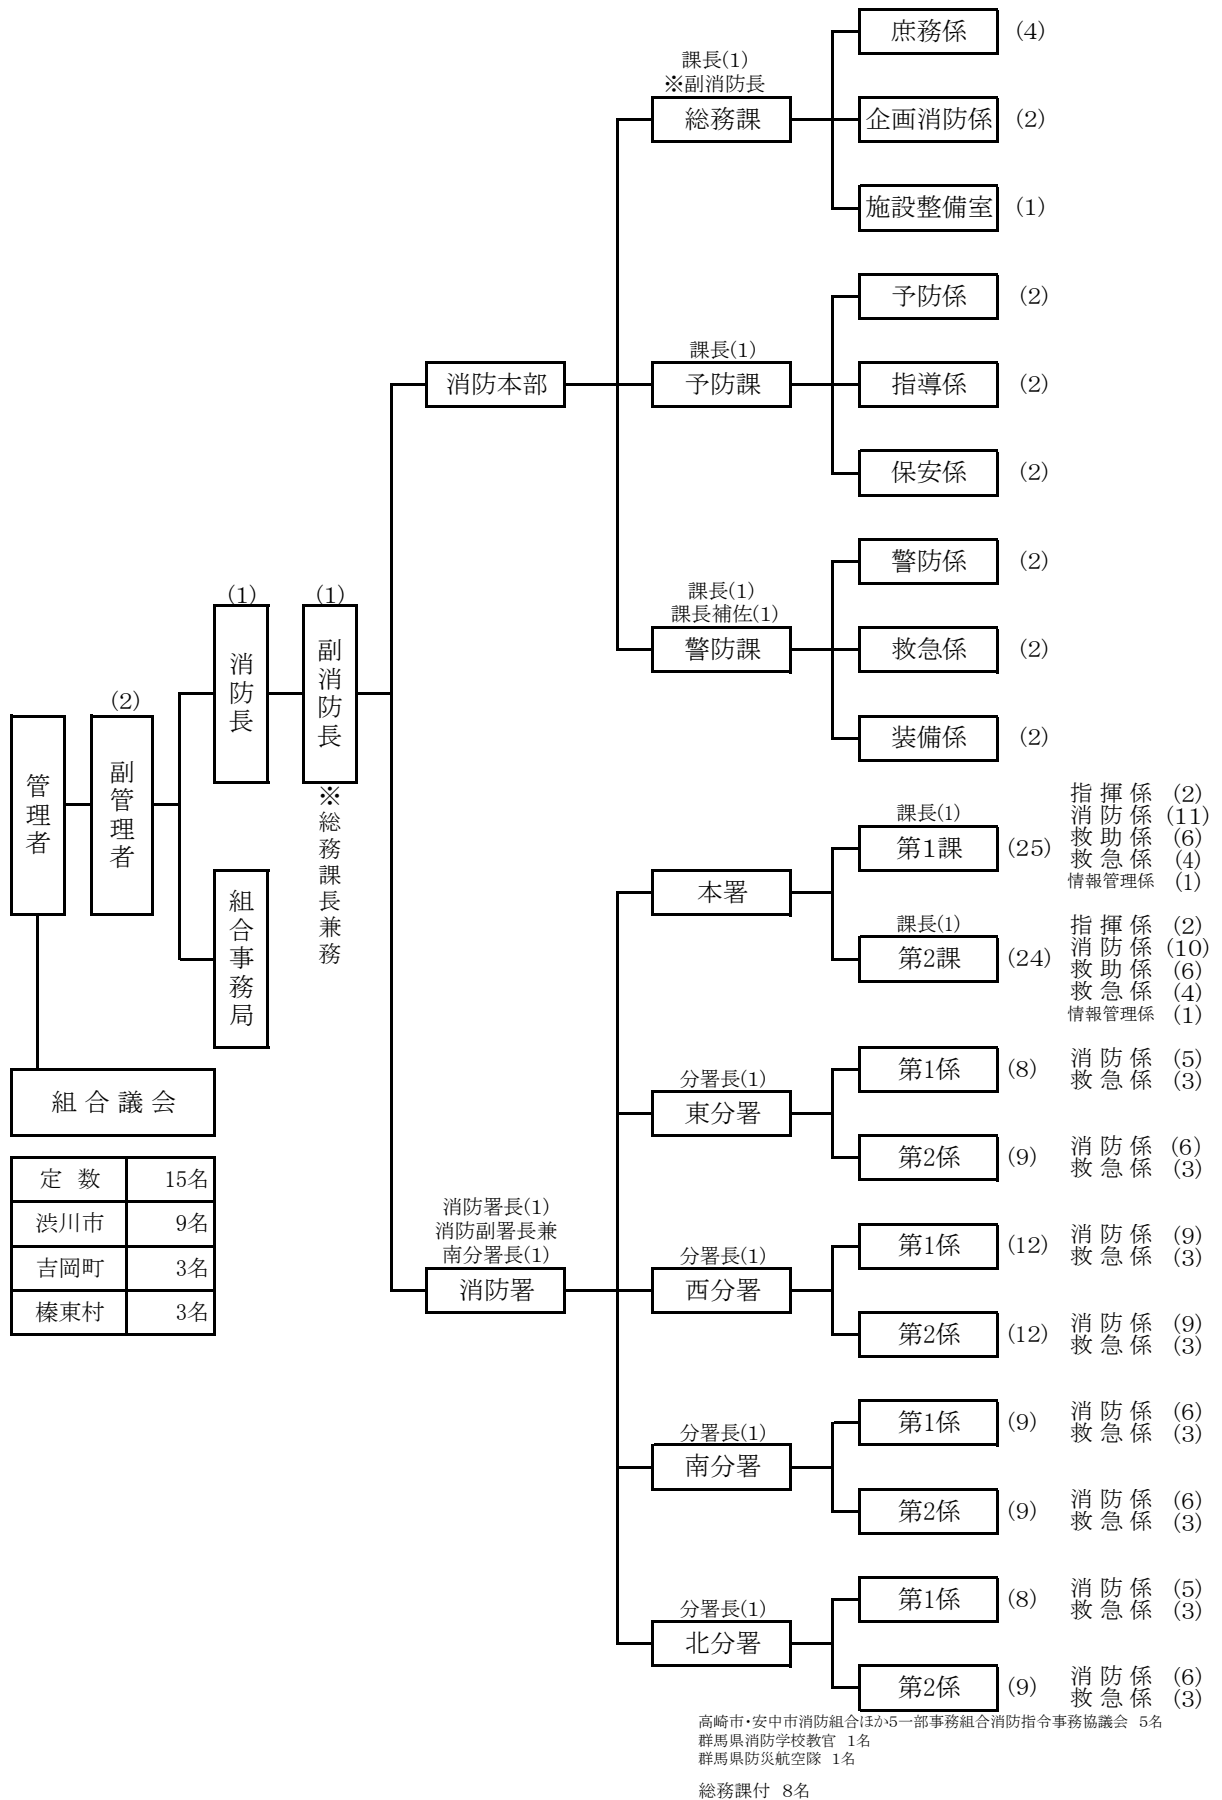 庶務係 (4)
課長(1)
※副消防長
総務課
企画消防係 (2)
施設整備室 (1)
予防係 (2)
課長(1)
消防本部
予防課
指導係 (2)
保安係 (2)
警防係 (2)
課長(1)
課長補佐(1)
警防課
救急係 (2)
装備係 (2)
(1)
消防長
(1)
副消防長
※総務課長兼務
(2)
副管理者
管理者
組合事務局
組合議会
定数 15名
渋川市 9名
吉岡町 3名
榛東村 3名
消防署長(1)
消防副署長兼
南分署長(1)
消防署
本署
課長(1)
第1課 (25)
指揮係 (2)
消防係 (11)
救助係 (6)
救急係 (4)
情報管理係 (1)
課長(1)
第2課 (24)
指揮係 (2)
消防係 (10)
救助係 (6)
救急係 (4)
情報管理係 (1)
分署長(1)
東分署
第1係 (8)
消防係 (5)
救急係 (3)
第2係 (9)
消防係 (6)
救急係 (3)
分署長(1)
西分署
第1係 (12)
消防係 (9)
救急係 (3)
第2係 (12)
消防係 (9)
救急係 (3)
分署長(1)
南分署
第1係 (9)
消防係 (6)
救急係 (3)
第2係 (9)
消防係 (6)
救急係 (3)
分署長(1)
北分署
第1係 (8)
消防係 (5)
救急係 (3)
第2係 (9)
消防係 (6)
救急係 (3)
高崎市・安中市消防組合ほか5一部事務組合消防指令事務協議会 5名
群馬県消防学校教官 1名
群馬県防災航空隊 1名
総務課付 8名